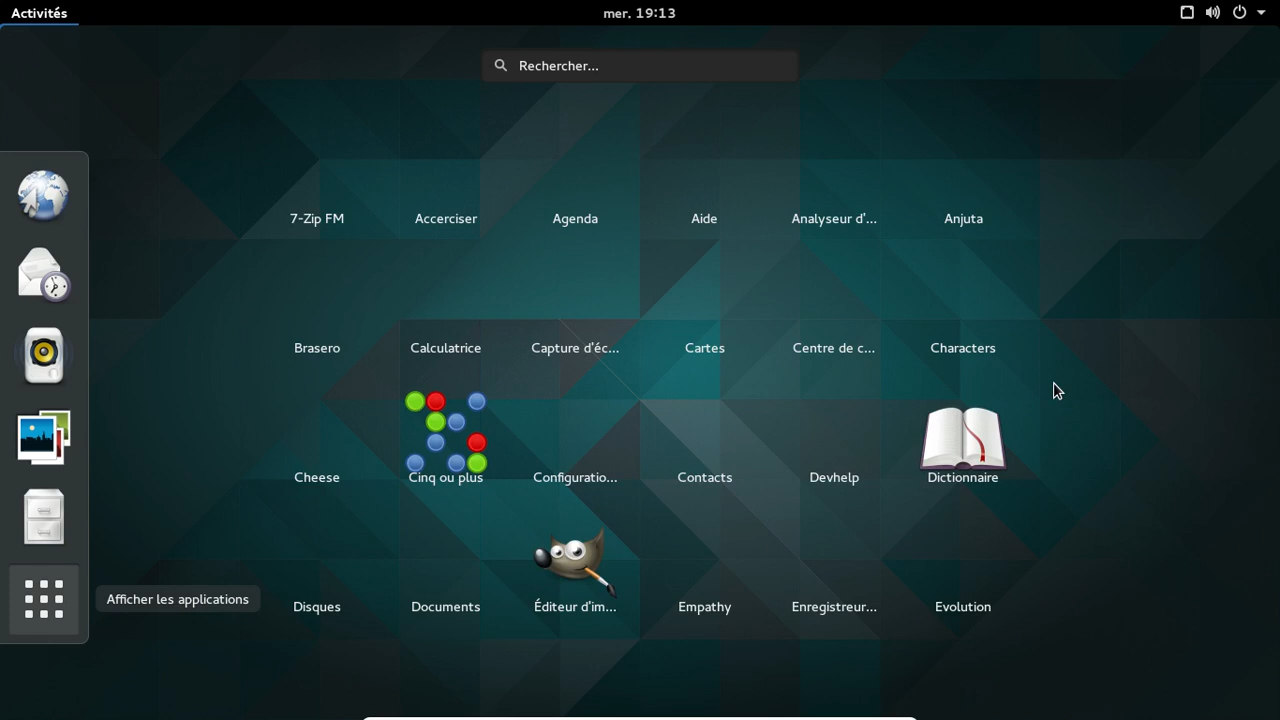 Activités
mer. 19:13
Rechercher...
7-Zip FM
Accerciser
Agenda
Aide
Analyseur d'...
Anjuta
Brasero
Calculatrice
Capture d'éc...
Cartes
Centre de c...
Characters
Cheese
Cinq ou plus
Configuratio...
Contacts
Devhelp
Dictionnaire
Afficher les applications
Disques
Documents
Éditeur d'im...
Empathy
Enregistreur...
Evolution